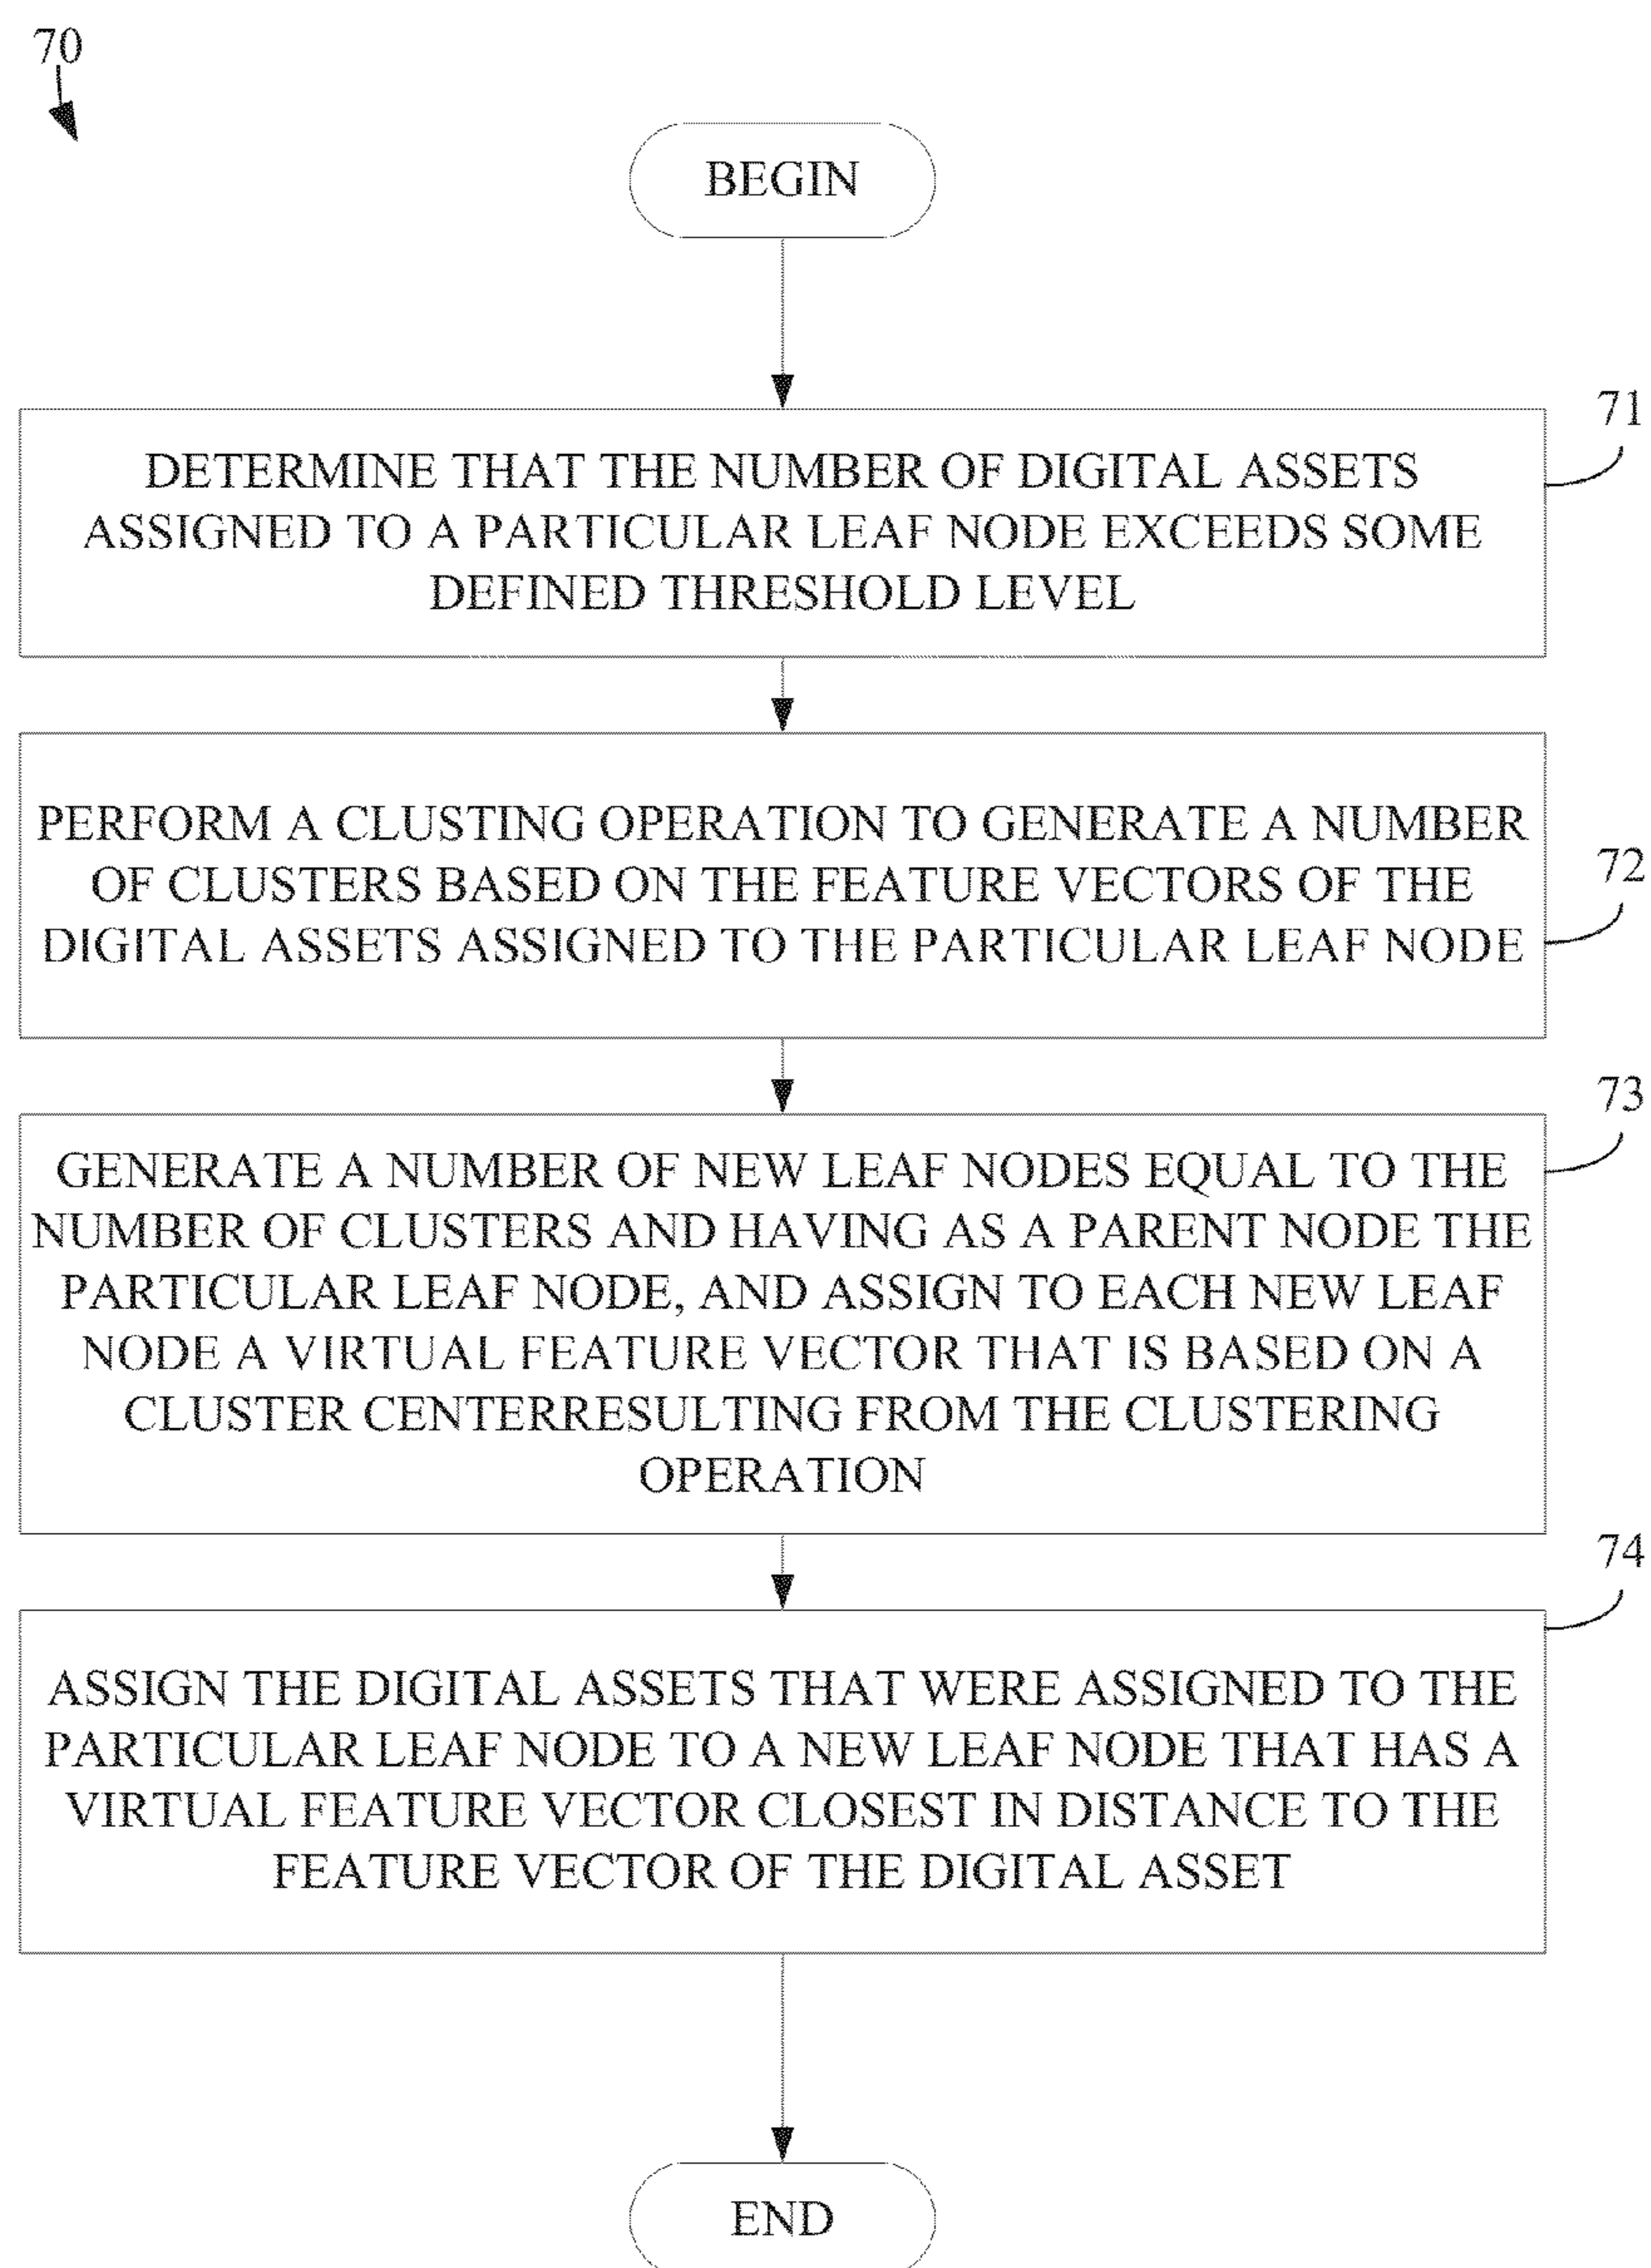 70
BEGIN
71
DETERMINE THAT THE NUMBER OF DIGITAL ASSETS
ASSIGNED TO A PARTICULAR LEAF NODE EXCEEDS SOME
DEFINED THRESHOLD LEVEL
72
PERFORM A CLUSTING OPERATION TO GENERATE A NUMBER
OF CLUSTERS BASED ON THE FEATURE VECTORS OF THE
DIGITAL ASSETS ASSIGNED TO THE PARTICULAR LEAF NODE
73
GENERATE A NUMBER OF NEW LEAF NODES EQUAL TO THE
NUMBER OF CLUSTERS AND HAVING AS A PARENT NODE THE
PARTICULAR LEAF NODE, AND ASSIGN TO EACH NEW LEAF
NODE A VIRTUAL FEATURE VECTOR THAT IS BASED ON A
CLUSTER CENTERRESULTING FROM THE CLUSTERING
OPERATION
74
ASSIGN THE DIGITAL ASSETS THAT WERE ASSIGNED TO THE
PARTICULAR LEAF NODE TO A NEW LEAF NODE THAT HAS A
VIRTUAL FEATURE VECTOR CLOSEST IN DISTANCE TO THE
FEATURE VECTOR OF THE DIGITAL ASSET
END